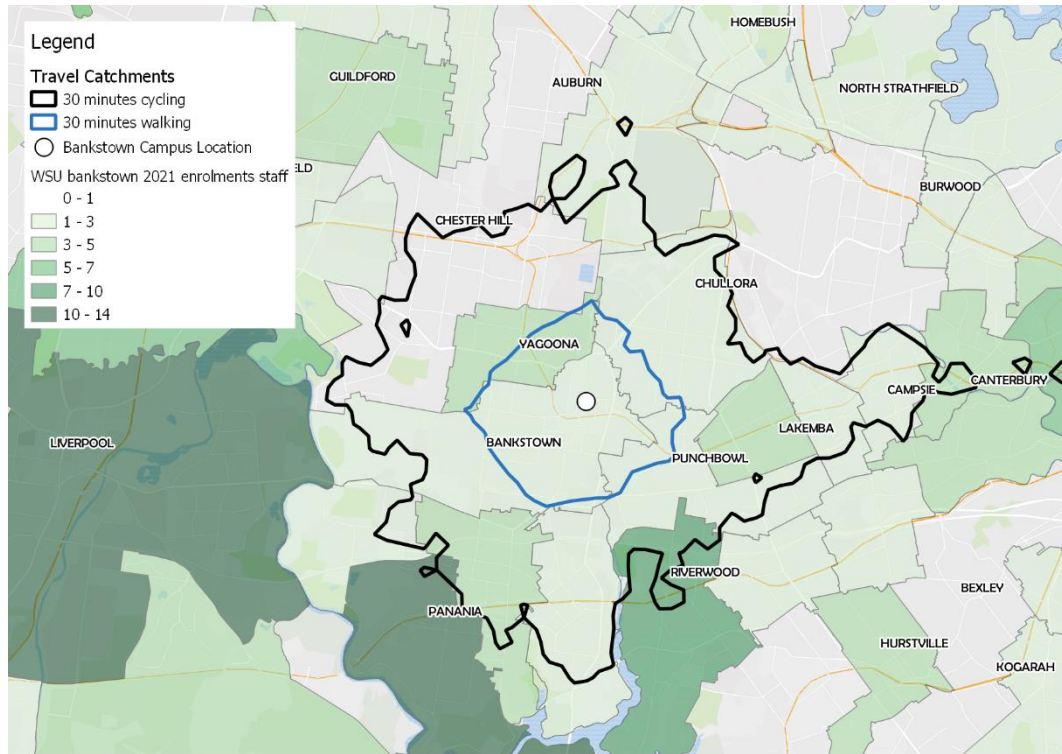 Legend
Travel Catchments
30 minutes cycling
30 minutes walking
Bankstown Campus Location
WSU bankstown 2021 enrolments staff
0 - 1
1 - 3
3 - 5
5 - 7
7 - 10
10 - 14
HOMEBUSH
GUILDFORD
AUBURN
NORTH STRATHFIELD
ELD
BURWOOD
CHESTER HILL
CHULLORA
YAGOONA
CANTERBURY
CAMPSIE
LAKEMBA
LIVERPOOL
BANKSTOWN
PUNCHBOWL
RIVERWOOD
BEXLEY
PANANIA
HURSTVILLE
KOGARAH